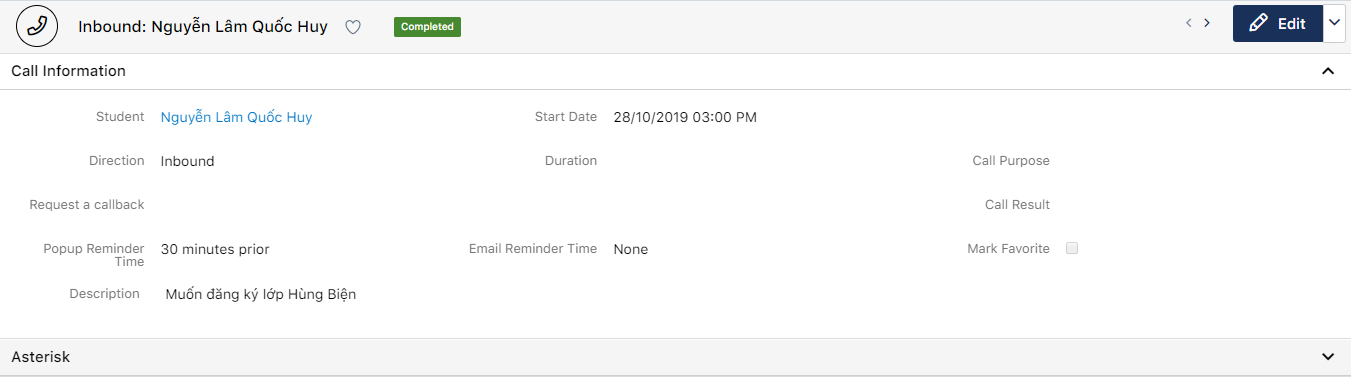 Inbound: Nguyễn Lâm Quốc Huy Completed Edit
Call Information
Student Nguyễn Lâm Quốc Huy Start Date 28/10/2019 03:00 PM
Direction Inbound Duration Call Purpose
Request a callback Call Result
Popup Reminder Time 30 minutes prior Email Reminder Time None Mark Favorite
Description Muốn đăng ký lớp Hùng Biện
Asterisk